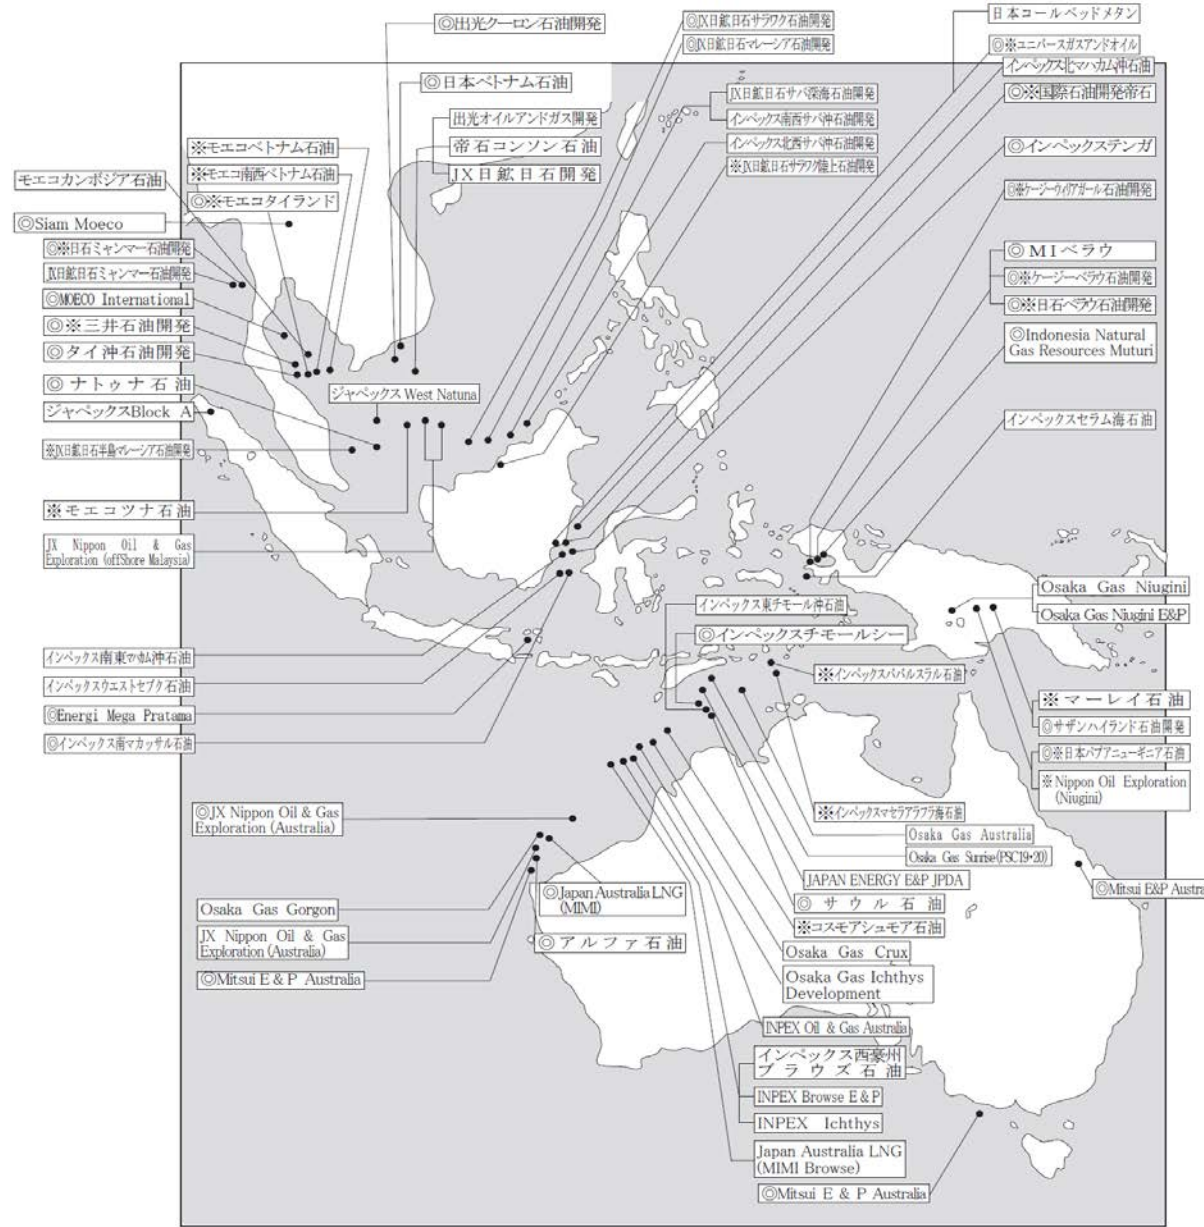 ◎出光クーロン石油開発
◎日本ベトナム石油
出光オイルアンドガス開発
帝石コンソン石油
JX日鉱日石開発
※モエコベトナム石油
※モエコ南西ベトナム石油
◎※モエコタイランド
モエコカンボジア石油
◎Siam Moeco
◎※日石ミャンマー石油開発
JX日鉱日石ミャンマー石油開発
◎MOECO International
◎※三井石油開発
◎タイ沖石油開発
◎ナトゥナ石油
ジャペックスBlock A
※JX日鉱日石半島マレーシア石油開発
※モエコツナ石油
JX Nippon Oil & Gas
Exploration (offShore Malaysia)
ジャペックス West Natuna
◎JX日鉱日石サラワク石油開発
◎JX日鉱日石マレーシア石油開発
JX日鉱日石サバ深海石油開発
インペックス南西サバ沖石油開発
インペックス北西サバ沖石油開発
※JX日鉱日石サラワク陸上石油開発
日本コールベッドメタン
◎※ユニバースガスアンドオイル
インペックス北マハカム沖石油
◎※国際石油開発帝石
◎インペックステンガ
◎※ケージーウィリアガール石油開発
◎MIベラウ
◎※ケージーベラウ石油開発
◎※日石ベラウ石油開発
◎Indonesia Natural
Gas Resources Muturi
インペックスセラム海石油
インペックス南東マハカム沖石油
インペックスウエストセブク石油
◎Energi Mega Pratama
◎インペックス南マカッサル石油
インペックス東チモール沖石油
◎インペックスチモールシー
※インペックスババルスラル石油
Osaka Gas Niugini
Osaka Gas Niugini E&P
※マーレイ石油
◎サザンハイランド石油開発
◎※日本パプアニューギニア石油
※Nippon Oil Exploration
(Niugini)
※インペックスマセラアラフラ海石油
Osaka Gas Australia
Osaka Gas Sunrise(PSC19・20)
JAPAN ENERGY E&P JPDA
◎サウル石油
※コスモアシュモア石油
Osaka Gas Crux
Osaka Gas Ichthys
Development
INPEX Oil & Gas Australia
インペックス西豪州
ブラウズ石油
INPEX Browse E&P
INPEX Ichthys
Japan Australia LNG
(MIMI Browse)
◎Mitsui E & P Australia
◎JX Nippon Oil & Gas
Exploration (Australia)
Osaka Gas Gorgon
JX Nippon Oil & Gas
Exploration (Australia)
◎Mitsui E & P Australia
◎Japan Australia LNG
(MIMI)
◎アルファ石油
◎Mitsui E&P Austra